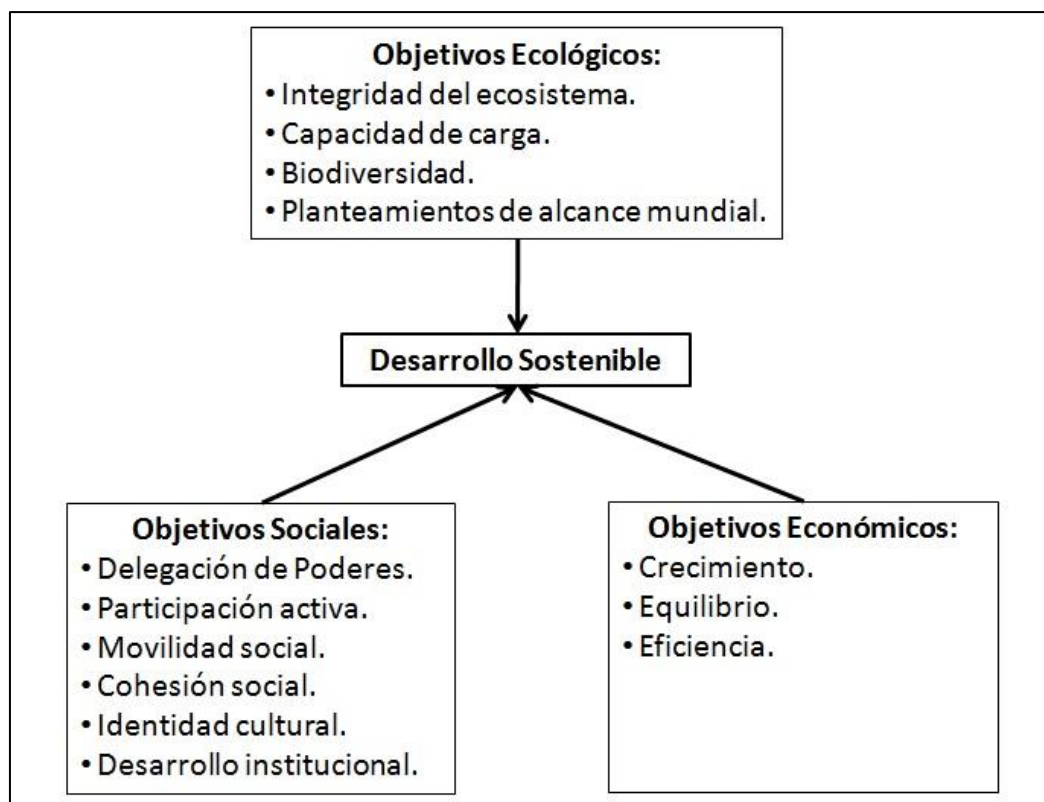 Objetivos Ecológicos:
• Integridad del ecosistema.
• Capacidad de carga.
• Biodiversidad.
• Planteamientos de alcance mundial.
Desarrollo Sostenible
Objetivos Sociales:
• Delegación de Poderes.
• Participación activa.
• Movilidad social.
• Cohesión social.
• Identidad cultural.
• Desarrollo institucional.
Objetivos Económicos:
• Crecimiento.
• Equilibrio.
• Eficiencia.